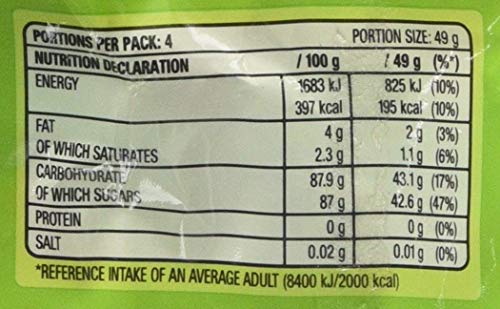 PORTIONS PER PACK: 4 PORTION SIZE: 49 g
NUTRITION DECLARATION / 100 g / 49 g (%*)
ENERGY 1683 kJ 825 kJ (10%)
397 kcal 195 kcal (10%)
FAT 4 g 2 g (3%)
OF WHICH SATURATES 2.3 g 1.1 g (6%)
CARBOHYDRATE 87.9 g 43.1 g (17%)
OF WHICH SUGARS 87 g 42.6 g (47%)
PROTEIN 0 g 0 g (0%)
SALT 0.02 g 0.01 g (0%)
*REFERENCE INTAKE OF AN AVERAGE ADULT (8400 kJ/2000 kcal)